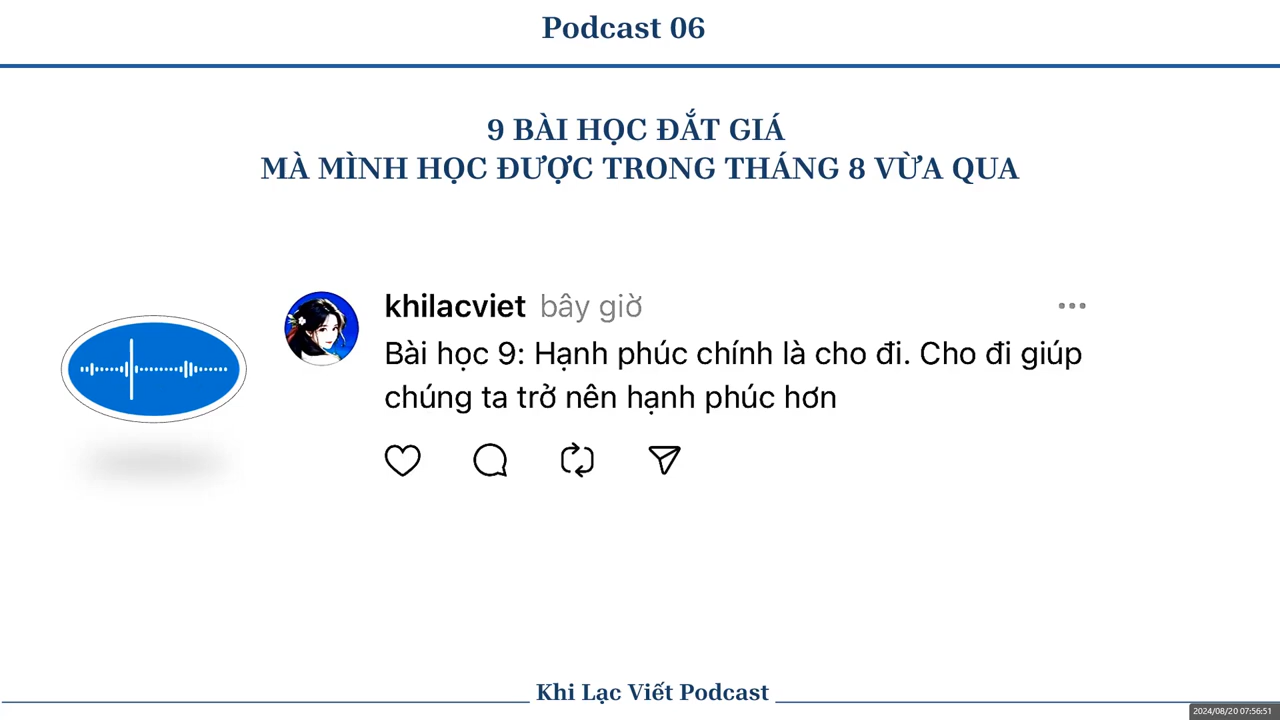 Podcast 06
9 BÀI HỌC ĐẮT GIÁ
MÀ MÌNH HỌC ĐƯỢC TRONG THÁNG 8 VỪA QUA
khilacviet bây giờ
Bài học 9: Hạnh phúc chính là cho đi. Cho đi giúp
chúng ta trở nên hạnh phúc hơn
Khi Lạc Viết Podcast
2024/08/20 07:56:51